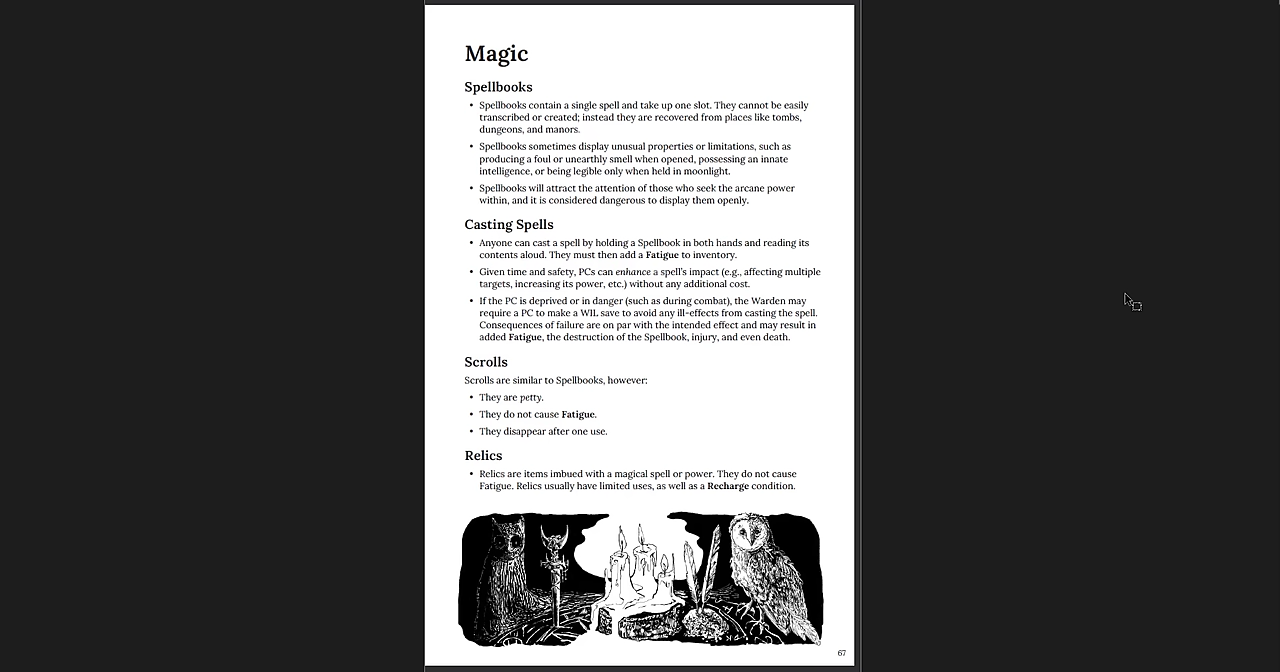 Magic
Spellbooks
• Spellbooks contain a single spell and take up one slot. They cannot be easily
transcribed or created; instead they are recovered from places like tombs,
dungeons, and manors.
• Spellbooks sometimes display unusual properties or limitations, such as
producing a foul or unearthly smell when opened, possessing an innate
intelligence, or being legible only when held in moonlight.
• Spellbooks will attract the attention of those who seek the arcane power
within, and it is considered dangerous to display them openly.
Casting Spells
• Anyone can cast a spell by holding a Spellbook in both hands and reading its
contents aloud. They must then add a Fatigue to inventory.
• Given time and safety, PCs can enhance a spell's impact (e.g., affecting multiple
targets, increasing its power, etc.) without any additional cost.
• If the PC is deprived or in danger (such as during combat), the Warden may
require a PC to make a WIL save to avoid any ill-effects from casting the spell.
Consequences of failure are on par with the intended effect and may result in
added Fatigue, the destruction of the Spellbook, injury, and even death.
Scrolls
Scrolls are similar to Spellbooks, however:
• They are petty.
• They do not cause Fatigue.
• They disappear after one use.
Relics
• Relics are items imbued with a magical spell or power. They do not cause
Fatigue. Relics usually have limited uses, as well as a Recharge condition.
67